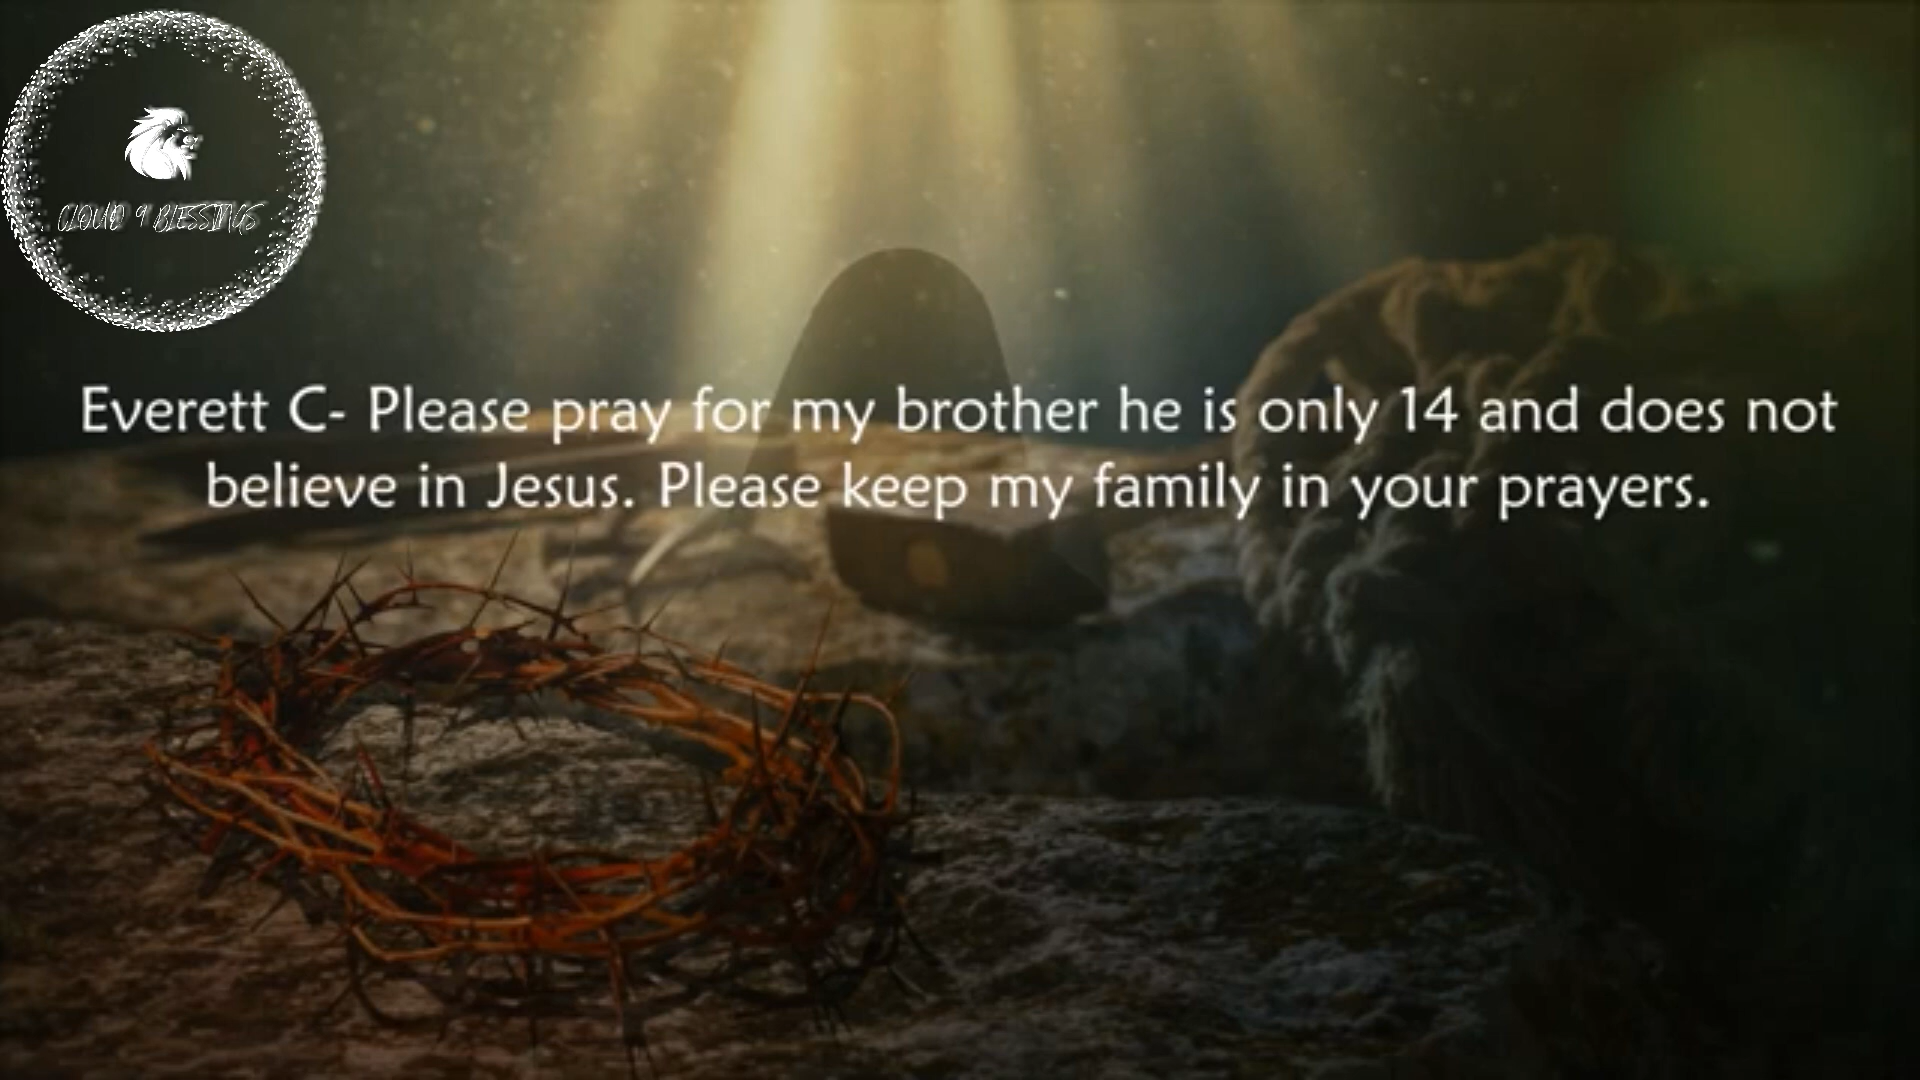 CLOUD 9 BLESSINGS
Everett C- Please pray for my brother he is only 14 and does not
believe in Jesus. Please keep my family in your prayers.